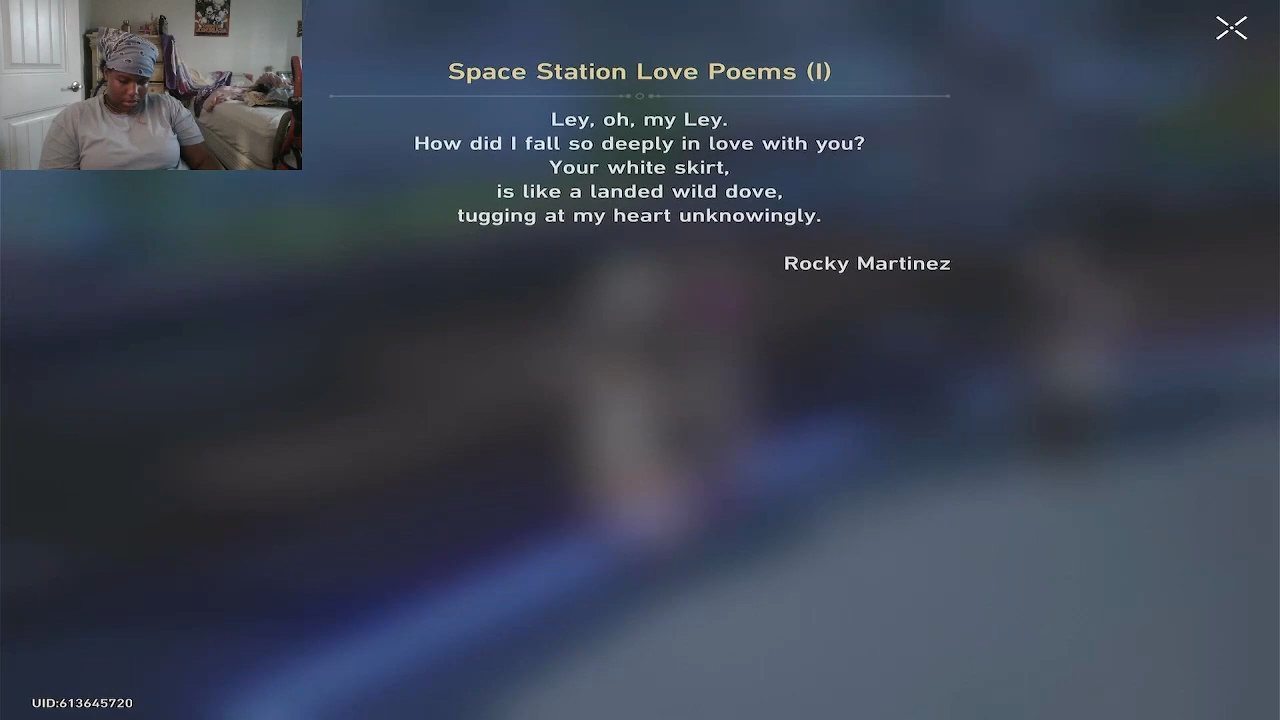 Space Station Love Poems (I)
Ley, oh, my Ley.
How did I fall so deeply in love with you?
Your white skirt,
is like a landed wild dove,
tugging at my heart unknowingly.
Rocky Martinez
UID:613645720